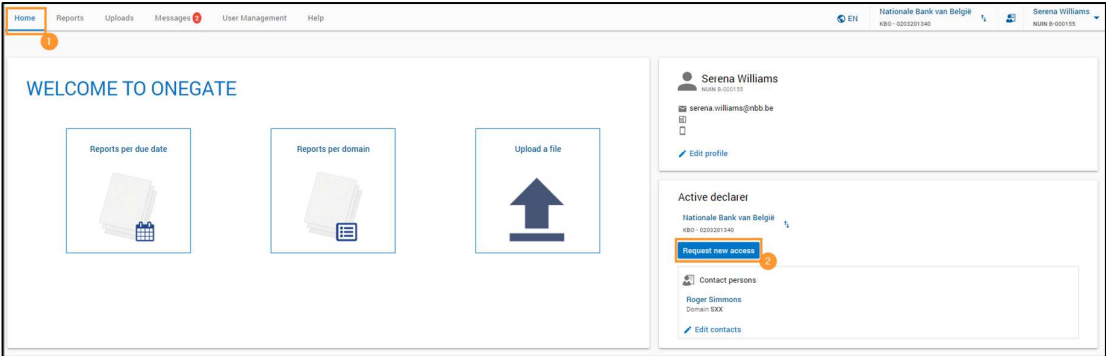 Home Reports Uploads Messages 2 User Management Help EN Nationale Bank van België Serena Williams
KBO - 0203201340 NUIN B-000155
1
WELCOME TO ONEGATE
Reports per due date Reports per domain Upload a file
Serena Williams
NUIN B-000155
serena.williams@nbb.be
Edit profile
Active declarer
Nationale Bank van België
KBO - 0203201340
Request new access
2
Contact persons
Roger Simmons
Domain SXX
Edit contacts